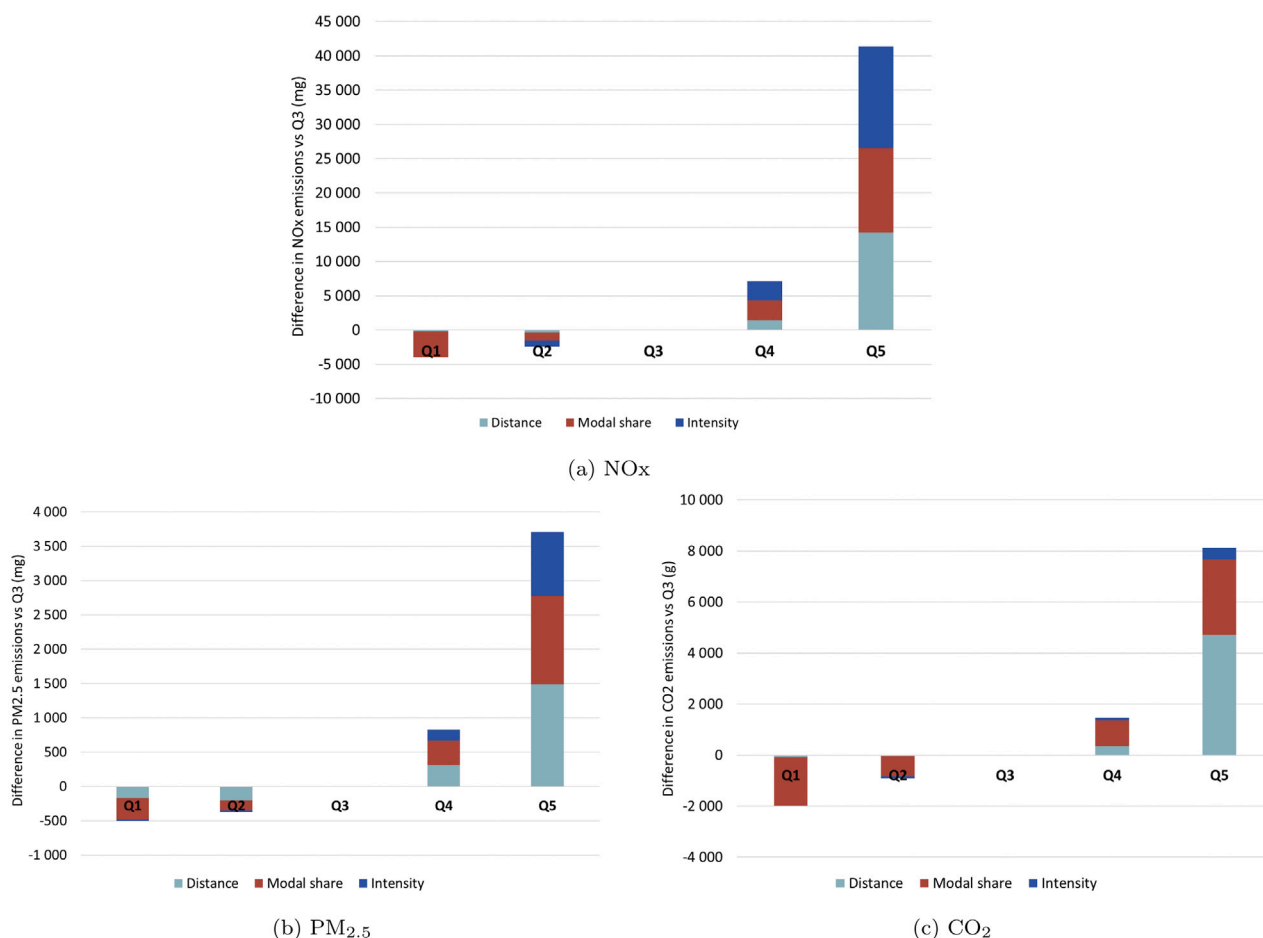 45 000
40 000
35 000
30 000
25 000
20 000
15 000
10 000
5 000
0
-5 000
-10 000
Difference in NOx emissions vs Q3 (mg)
Q1 Q2 Q3 Q4 Q5
Distance Modal share Intensity
(a) NOx
4 000
3 500
3 000
2 500
2 000
1 500
1 000
500
0
-500
-1 000
Difference in PM2.5 emissions vs Q3 (mg)
Q1 Q2 Q3 Q4 Q5
Distance Modal share Intensity
(b) PM2.5
10 000
8 000
6 000
4 000
2 000
0
-2 000
-4 000
Difference in CO2 emissions vs Q3 (g)
Q1 Q2 Q3 Q4 Q5
Distance Modal share Intensity
(c) CO2